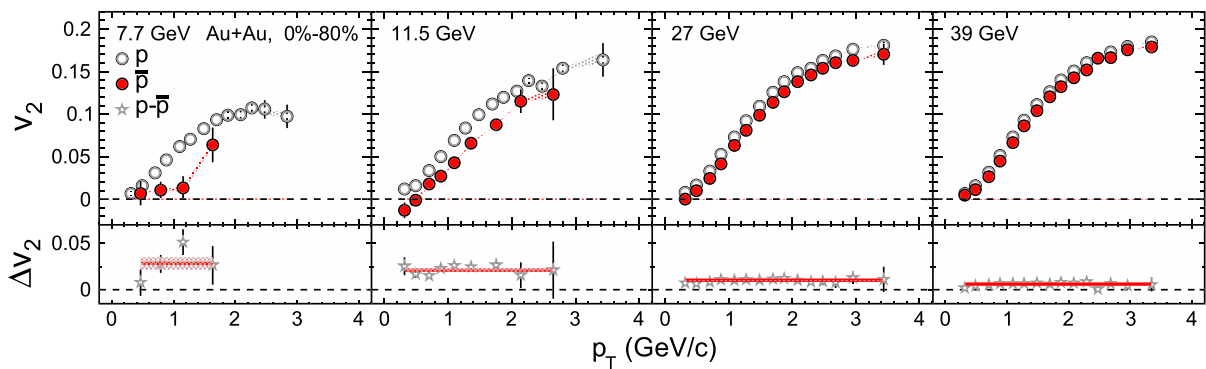 7.7 GeV Au+Au, 0%-80%
11.5 GeV
27 GeV
39 GeV
p
p̅
p-p̅
v2
0.2
0.15
0.1
0.05
0
Δv2
0.05
0
0 1 2 3 4
0 1 2 3 4
0 1 2 3 4
0 1 2 3 4
pT (GeV/c)